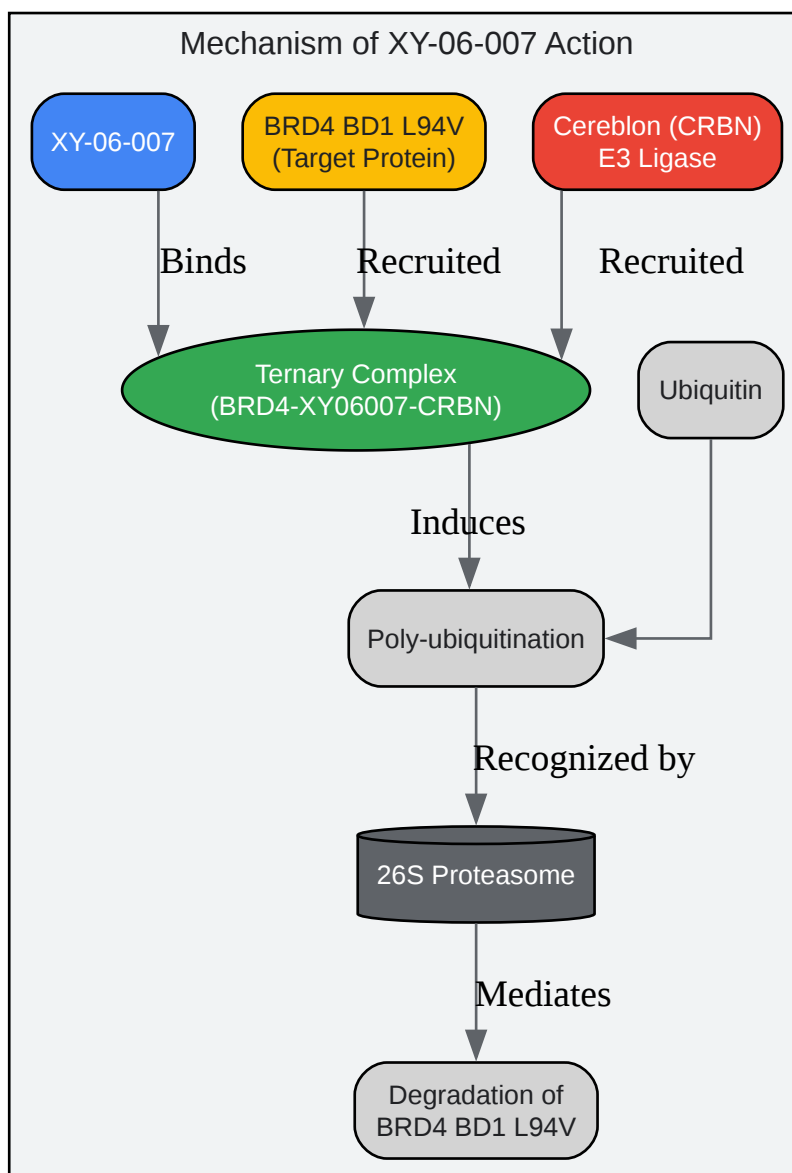 Mechanism of XY-06-007 Action
XY-06-007
BRD4 BD1 L94V
(Target Protein)
Cereblon (CRBN)
E3 Ligase
Binds
Recruited
Recruited
Ternary Complex
(BRD4-XY06007-CRBN)
Ubiquitin
Induces
Poly-ubiquitination
Recognized by
26S Proteasome
Mediates
Degradation of
BRD4 BD1 L94V